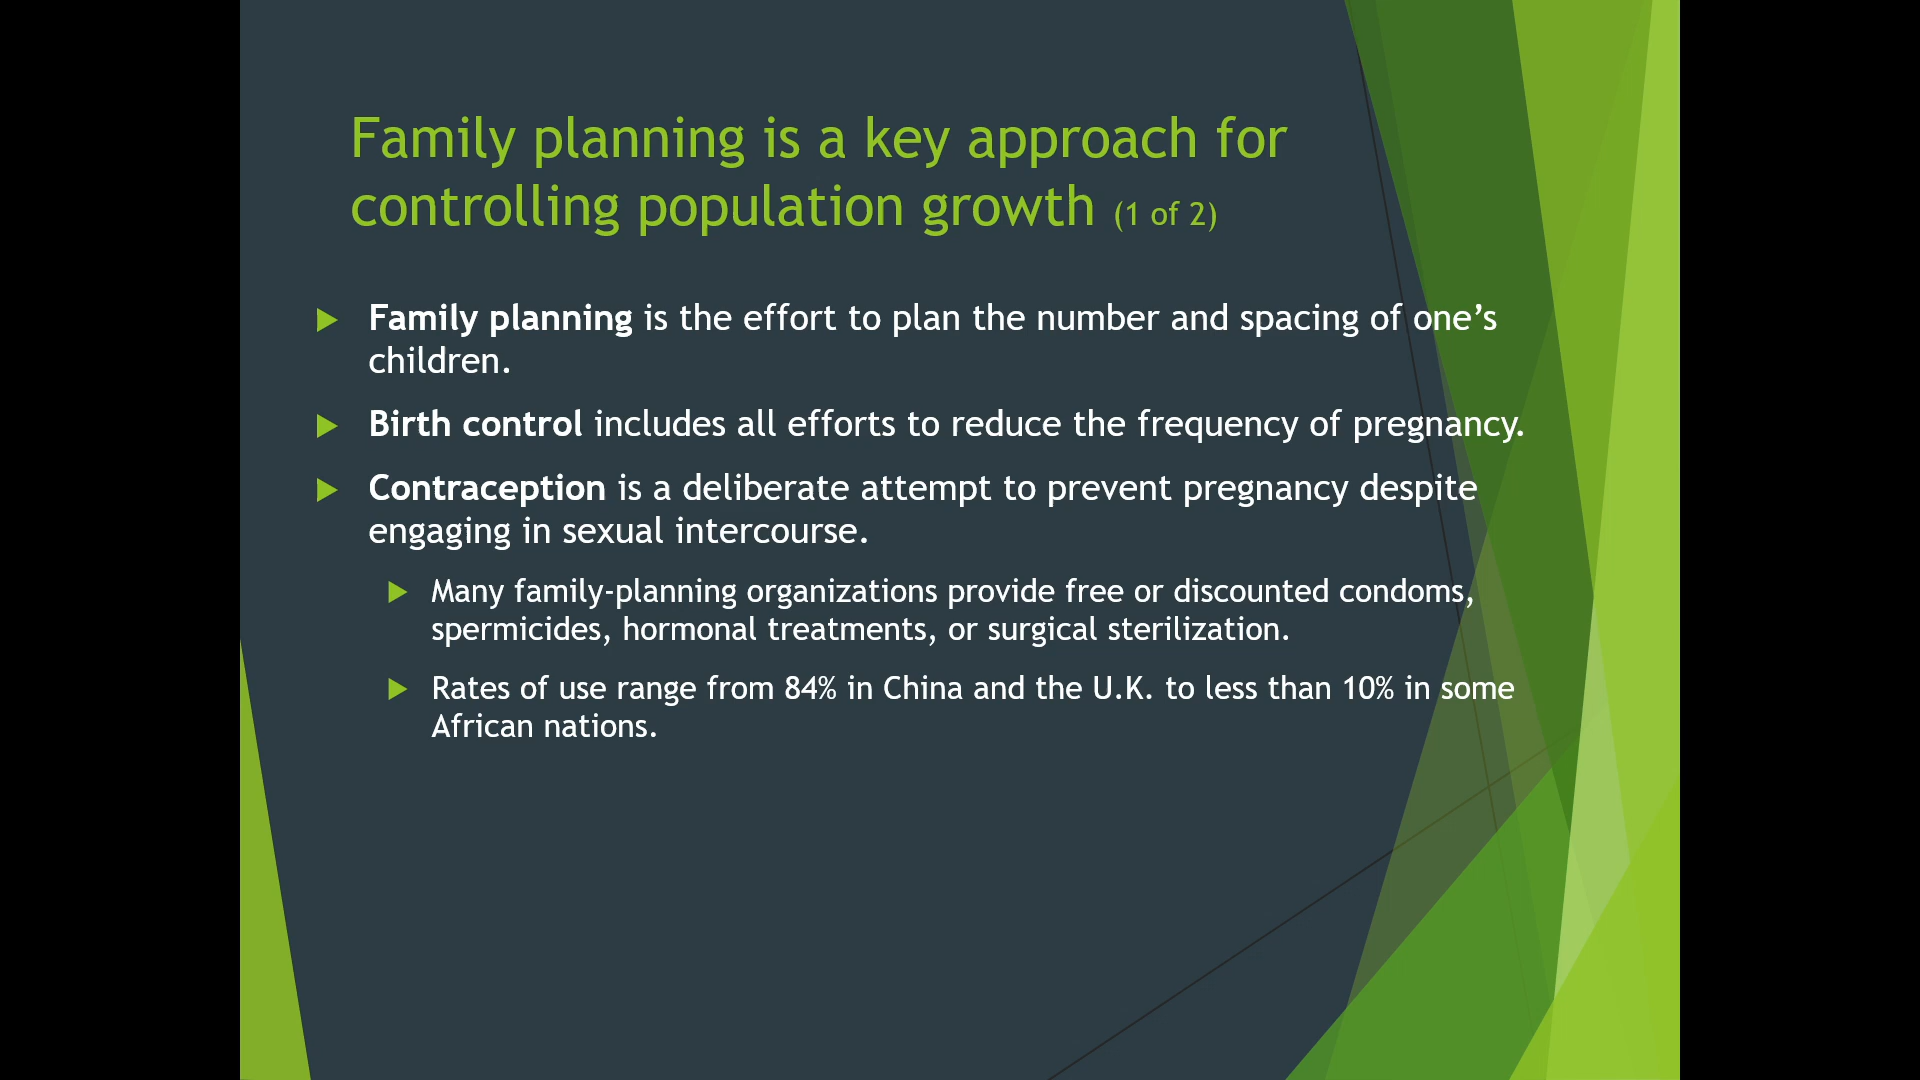 Family planning is a key approach for
controlling population growth (1 of 2)
Family planning is the effort to plan the number and spacing of one’s
children.
Birth control includes all efforts to reduce the frequency of pregnancy.
Contraception is a deliberate attempt to prevent pregnancy despite
engaging in sexual intercourse.
Many family-planning organizations provide free or discounted condoms,
spermicides, hormonal treatments, or surgical sterilization.
Rates of use range from 84% in China and the U.K. to less than 10% in some
African nations.